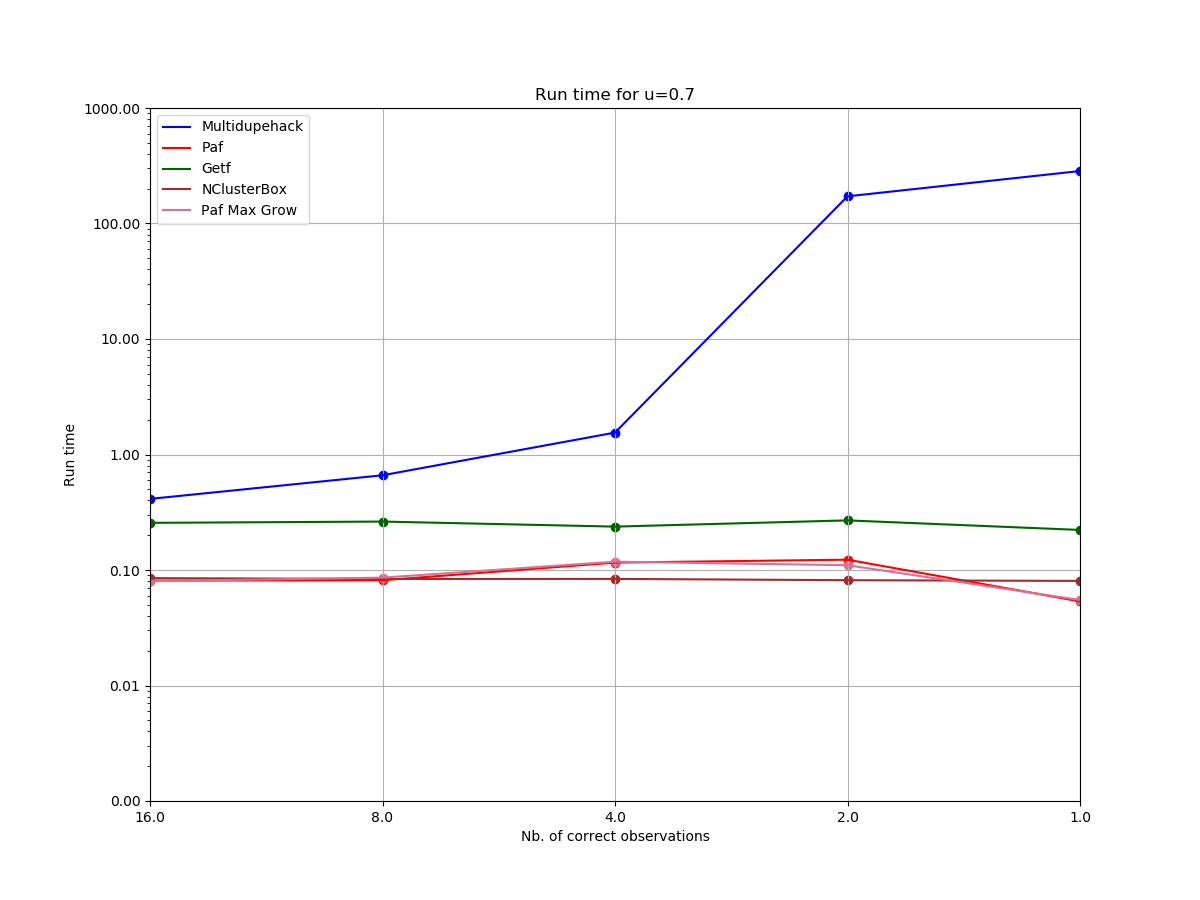 Run time for u=0.7
1000.00
100.00
10.00
1.00
0.10
0.01
0.00
Run time
Multidupehack
Paf
Getf
NClusterBox
Paf Max Grow
16.0 8.0 4.0 2.0 1.0
Nb. of correct observations